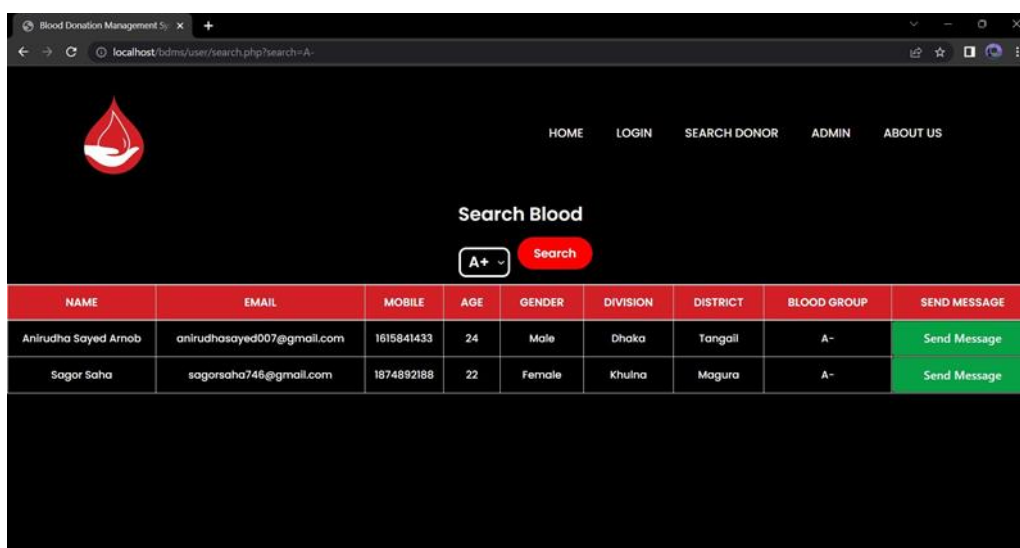 Blood Donation Management Sy
localhost/bdms/user/search.php?search=A-
HOME LOGIN SEARCH DONOR ADMIN ABOUT US
Search Blood
A+ Search
NAME EMAIL MOBILE AGE GENDER DIVISION DISTRICT BLOOD GROUP SEND MESSAGE
Anirudha Sayed Arnob anirudhasayed007@gmail.com 1615841433 24 Male Dhaka Tangail A- Send Message
Sagor Saha sagorsaha746@gmail.com 1874892188 22 Female Khulna Magura A- Send Message